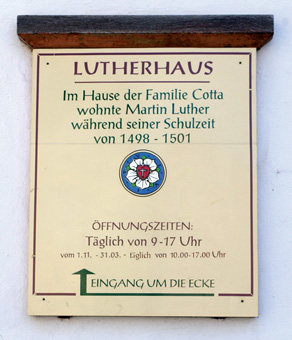 LUTHERHAUS
Im Hause der Familie Cotta
wohnte Martin Luther
während seiner Schulzeit
von 1498 - 1501
ÖFFNUNGSZEITEN:
Täglich von 9-17 Uhr
vom 1.11. - 31.03. · täglich von 10.00-17.00 Uhr
EINGANG UM DIE ECKE